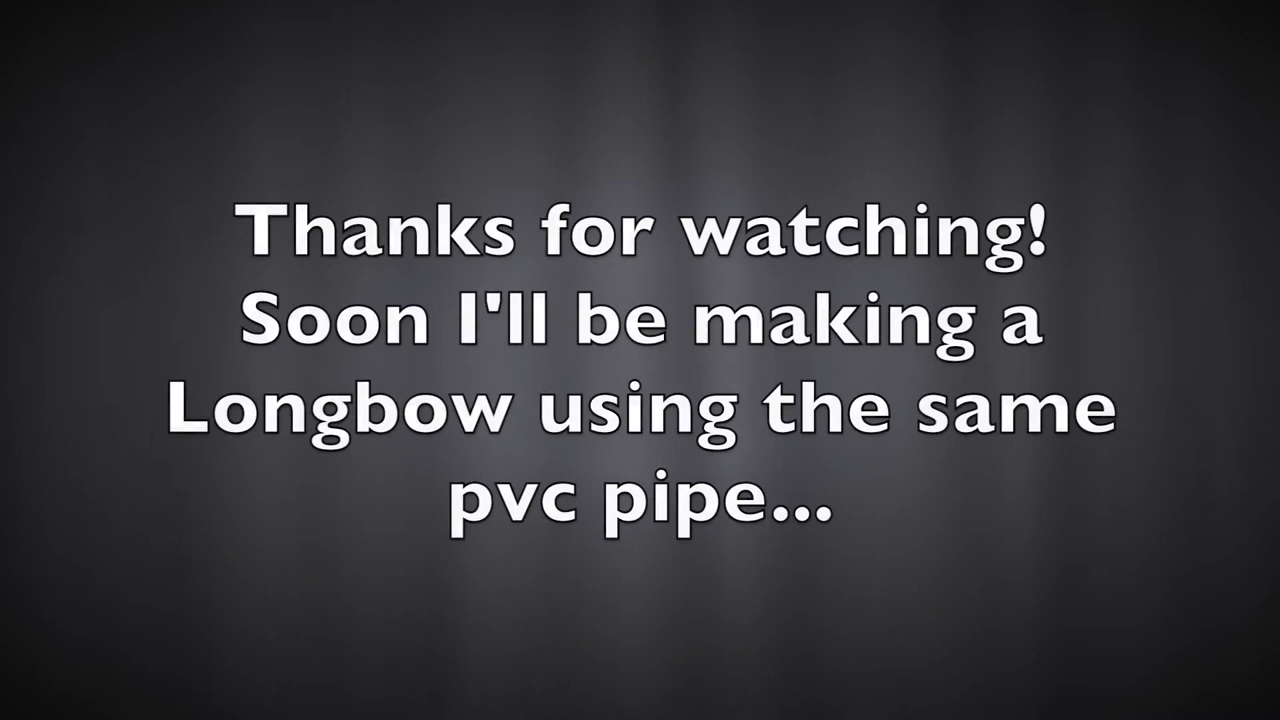 Thanks for watching!
Soon I'll be making a
Longbow using the same
pvc pipe...